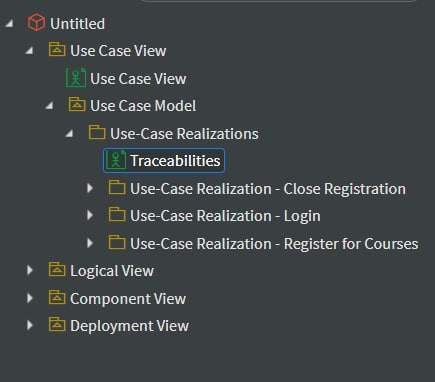 Untitled
Use Case View
Use Case View
Use Case Model
Use-Case Realizations
Traceabilities
Use-Case Realization - Close Registration
Use-Case Realization - Login
Use-Case Realization - Register for Courses
Logical View
Component View
Deployment View